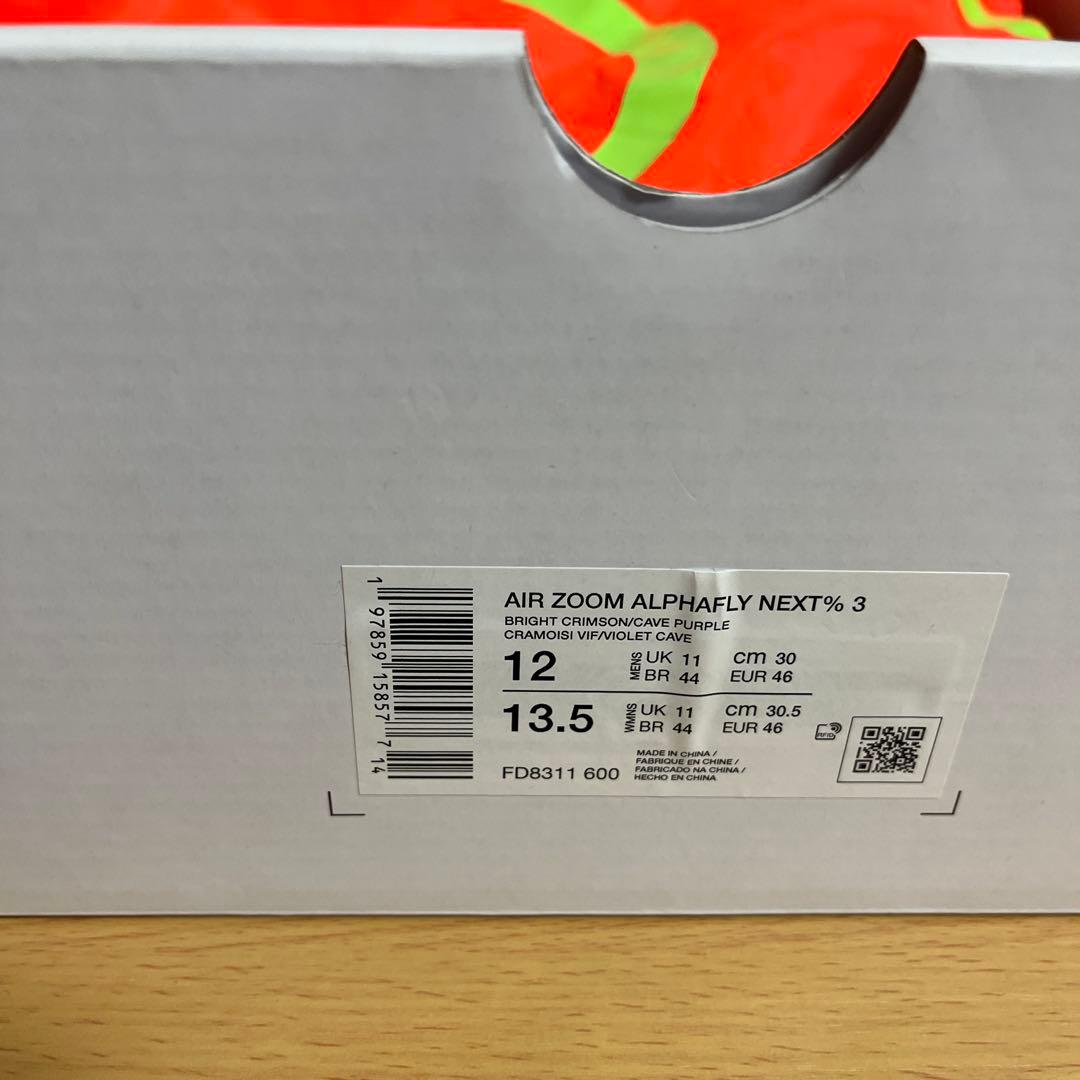 AIR ZOOM ALPHAFLY NEXT% 3
BRIGHT CRIMSON/CAVE PURPLE
CRAMOISI VIF/VIOLET CAVE
12 MENS UK 11 cm 30
BR 44 EUR 46
13.5 WMNS UK 11 cm 30.5
BR 44 EUR 46
RFID
FD8311 600
MADE IN CHINA /
FABRIQUE EN CHINE /
FABRICADO NA CHINA /
HECHO EN CHINA
1 97859 15857 7 14